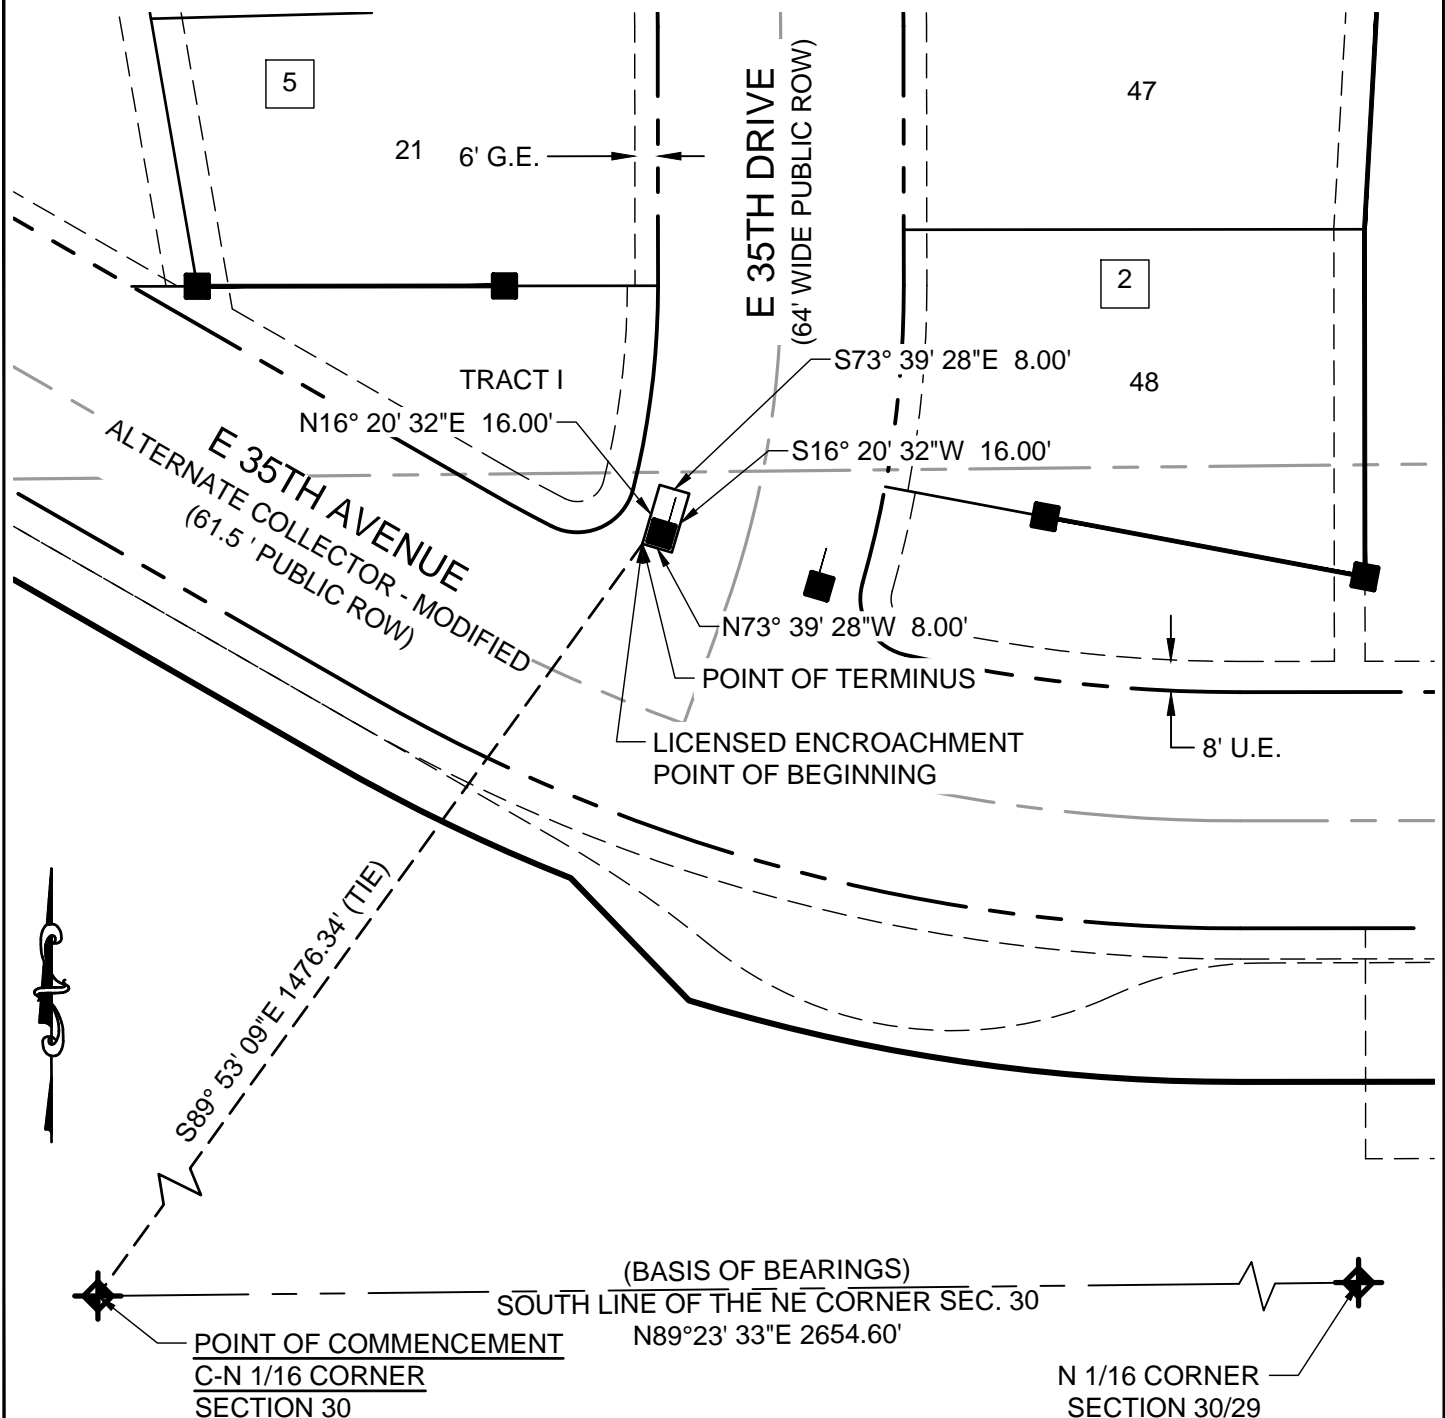 5
47
21
6' G.E.
E 35TH DRIVE
(64' WIDE PUBLIC ROW)
2
48
S73° 39' 28"E 8.00'
TRACT I
N16° 20' 32"E 16.00'
S16° 20' 32"W 16.00'
E 35TH AVENUE
ALTERNATE COLLECTOR - MODIFIED
(61.5 ' PUBLIC ROW)
N73° 39' 28"W 8.00'
POINT OF TERMINUS
LICENSED ENCROACHMENT
POINT OF BEGINNING
8' U.E.
S89° 53' 09"E 1476.34' (TIE)
(BASIS OF BEARINGS)
SOUTH LINE OF THE NE CORNER SEC. 30
N89°23' 33"E 2654.60'
POINT OF COMMENCEMENT
C-N 1/16 CORNER
SECTION 30
N 1/16 CORNER
SECTION 30/29